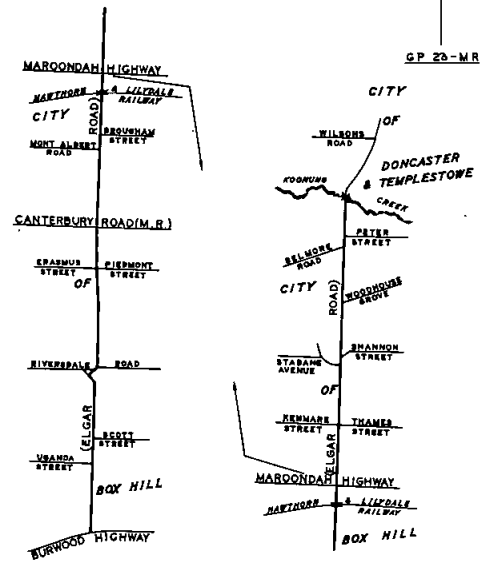 GP 23-MR
MAROONDAH HIGHWAY
HAWTHORN & LILYDALE
RAILWAY
CITY
ROAD)
BROUGHAM
STREET
MONT ALBERT
ROAD
CANTERBURY ROAD (M.R.)
ERASMUS
STREET
PIEDMONT
STREET
OF
RIVERSDALE ROAD
(ELGAR
SCOTT
STREET
UGANDA
STREET
BOX HILL
BURWOOD HIGHWAY
CITY
OF
WILSONS
ROAD
DONCASTER
& TEMPLESTOWE
KOONUNG
CREEK
PETER
STREET
BELMORE
ROAD
CITY
ROAD)
WOODHOUSE
GROVE
SHANNON
STREET
STABANE
AVENUE
OF
KENMARE
STREET
THAMES
STREET
(ELGAR
MAROONDAH HIGHWAY
HAWTHORN & LILYDALE
RAILWAY
BOX HILL